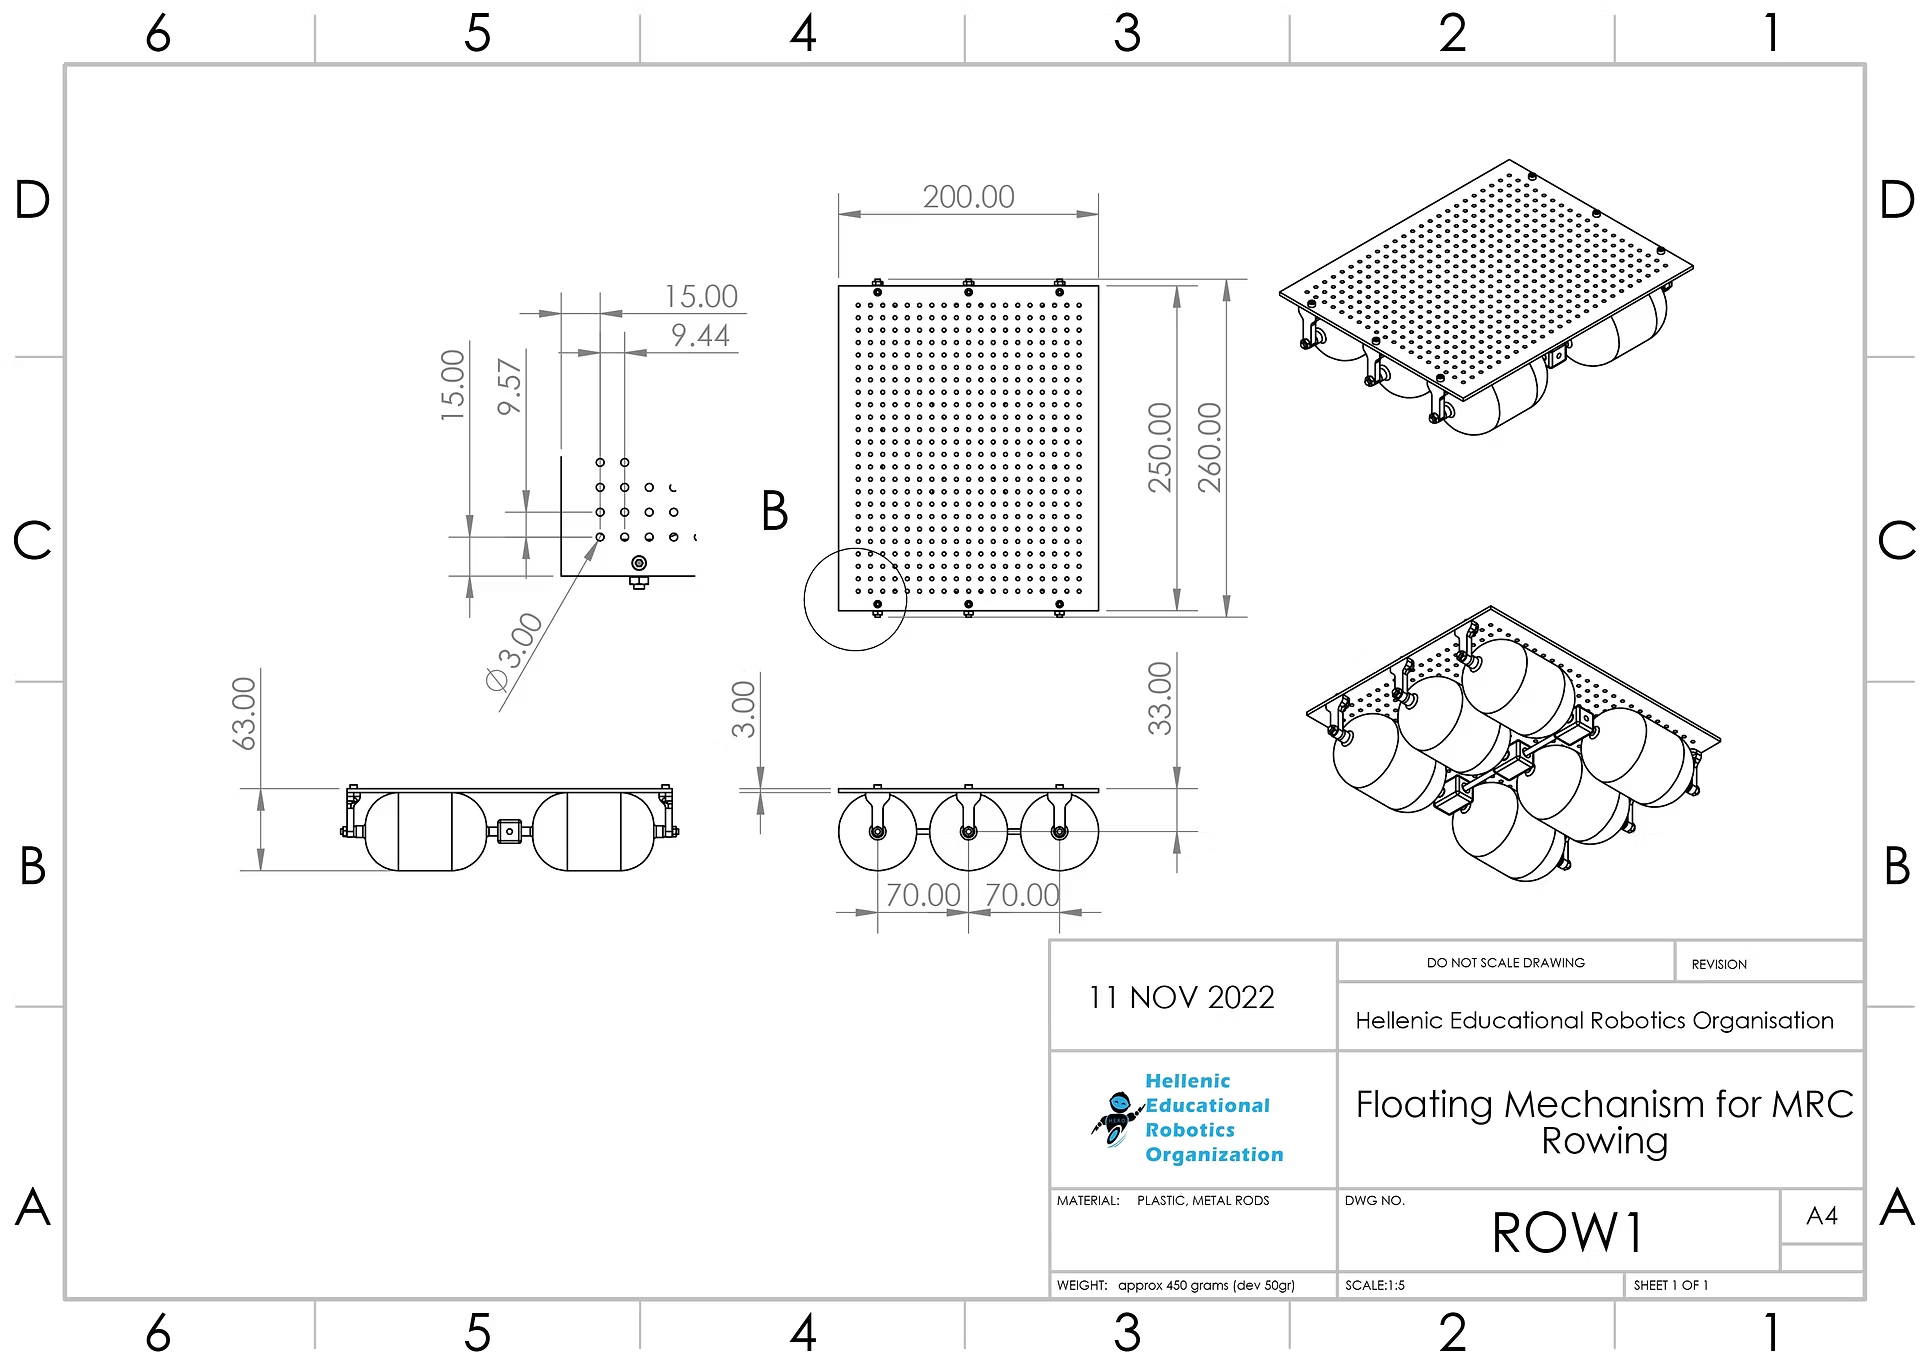 6 5 4 3 2 1
D D
200.00
15.00
9.44
15.00
9.57
250.00
260.00
B
C C
Ø3.00
63.00
3.00
33.00
B B
70.00 70.00
11 NOV 2022
DO NOT SCALE DRAWING
REVISION
Hellenic Educational Robotics Organisation
Hellenic
Educational
Robotics
Organization
Floating Mechanism for MRC
Rowing
MATERIAL: PLASTIC, METAL RODS
DWG NO.
ROW1
A4
A A
WEIGHT: approx 450 grams (dev 50gr)
SCALE:1:5
SHEET 1 OF 1
6 5 4 3 2 1